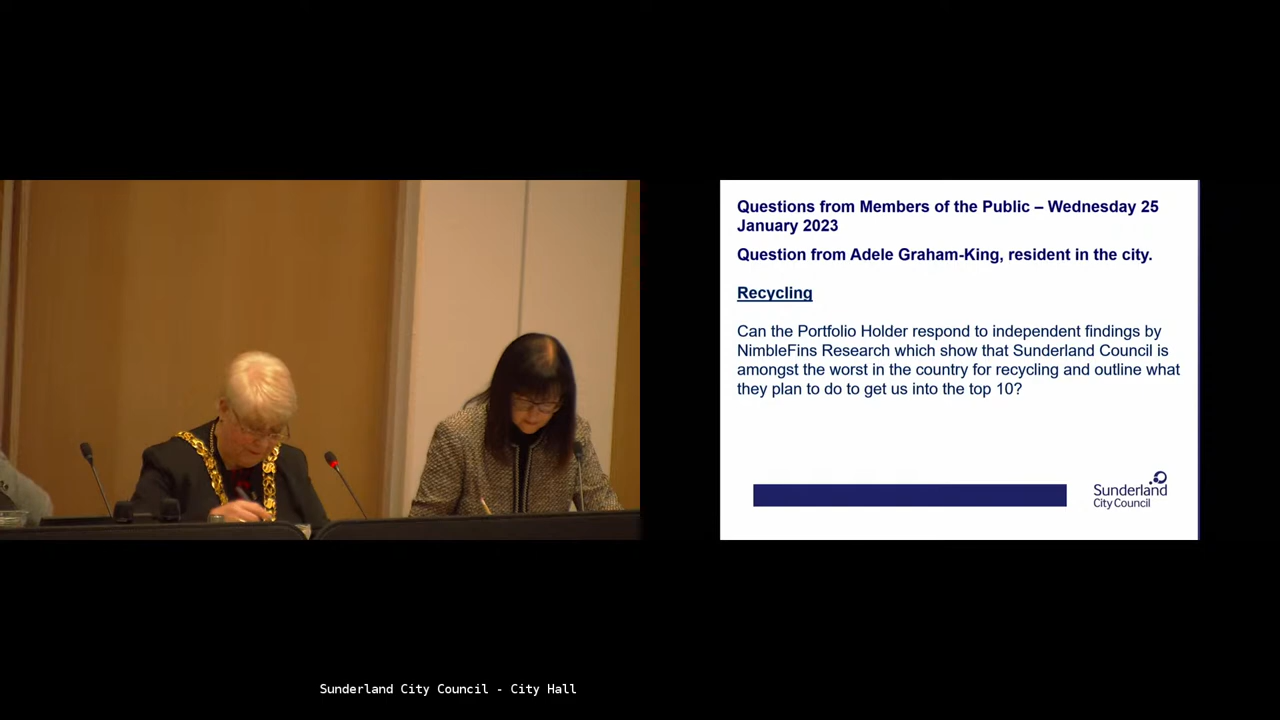 Questions from Members of the Public – Wednesday 25
January 2023
Question from Adele Graham-King, resident in the city.
Recycling
Can the Portfolio Holder respond to independent findings by
NimbleFins Research which show that Sunderland Council is
amongst the worst in the country for recycling and outline what
they plan to do to get us into the top 10?
Sunderland
City Council
Sunderland City Council - City Hall